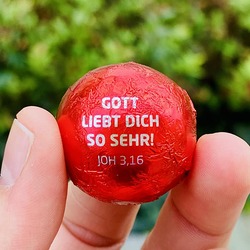 GOTT
LIEBT DICH
SO SEHR!
JOH 3,16